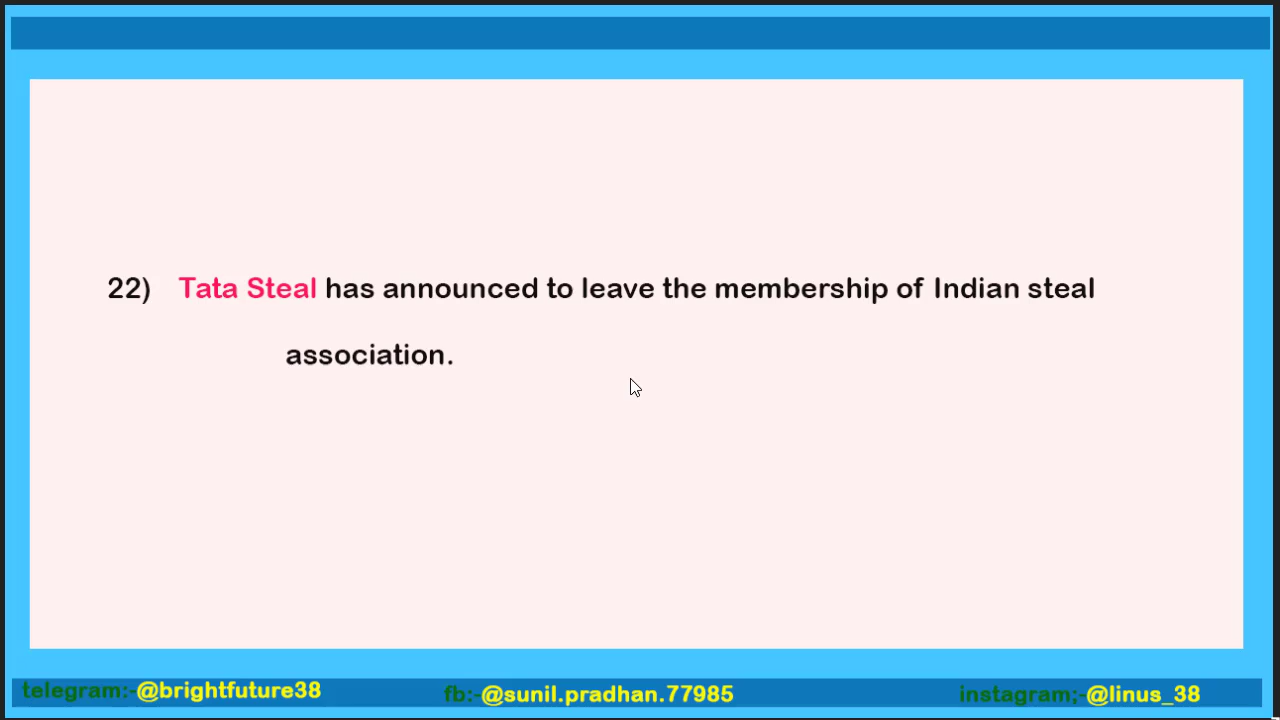 22) Tata Steal has announced to leave the membership of Indian steal
association.
telegram:-@brightfuture38 fb:-@sunil.pradhan.77985 instagram;-@linus_38